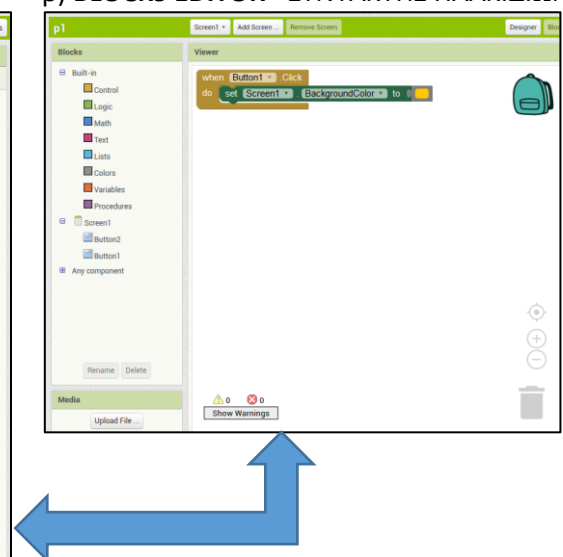 p1 Screen1 Add Screen ... Remove Screen Designer
Blocks
Viewer
Built-in
Control
Logic
Math
Text
Lists
Colors
Variables
Procedures
Screen1
Button2
Button1
Any component
Rename Delete
Media
Upload File ...
when Button1 . Click
do set Screen1 . BackgroundColor to
0 0
Show Warnings